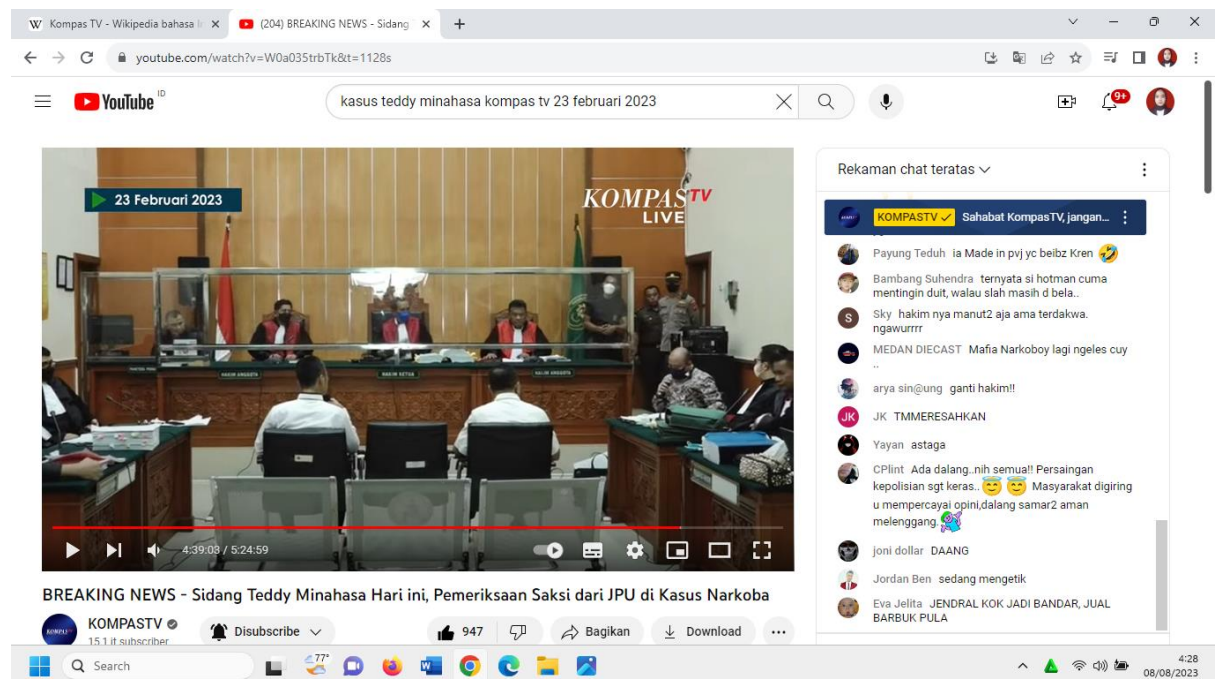 Kompas TV - Wikipedia bahasa I
(204) BREAKING NEWS - Sidang
youtube.com/watch?v=W0a035trbTk&t=1128s
YouTube ID
kasus teddy minahasa kompas tv 23 februari 2023
9+
23 Februari 2023
KOMPASTV
LIVE
HAKIM ANGGOTA
HAKIM KETUA
HAKIM ANGGOTA
4:39:03 / 5:24:59
Rekaman chat teratas
KOMPASTV Sahabat KompasTV, jangan...
Payung Teduh ia Made in pvj yc beibz Kren
Bambang Suhendra ternyata si hotman cuma
mentingin duit, walau slah masih d bela..
S
Sky hakim nya manut2 aja ama terdakwa.
ngawurrrr
MEDAN DIECAST Mafia Narkoboy lagi ngeles cuy
..
arya sin@ung ganti hakim!!
JK
JK TMMERESAHKAN
Yayan astaga
CPlint Ada dalang..nih semua!! Persaingan
kepolisian sgt keras.. Masyarakat digiring
u mempercayai opini,dalang samar2 aman
melenggang.
joni dollar DAANG
Jordan Ben sedang mengetik
Eva Jelita JENDRAL KOK JADI BANDAR, JUAL
BARBUK PULA
BREAKING NEWS - Sidang Teddy Minahasa Hari ini, Pemeriksaan Saksi dari JPU di Kasus Narkoba
KOMPASTV
15,1 jt subscriber
Disubscribe
947
Bagikan
Download
Search
77°
4:28
08/08/2023